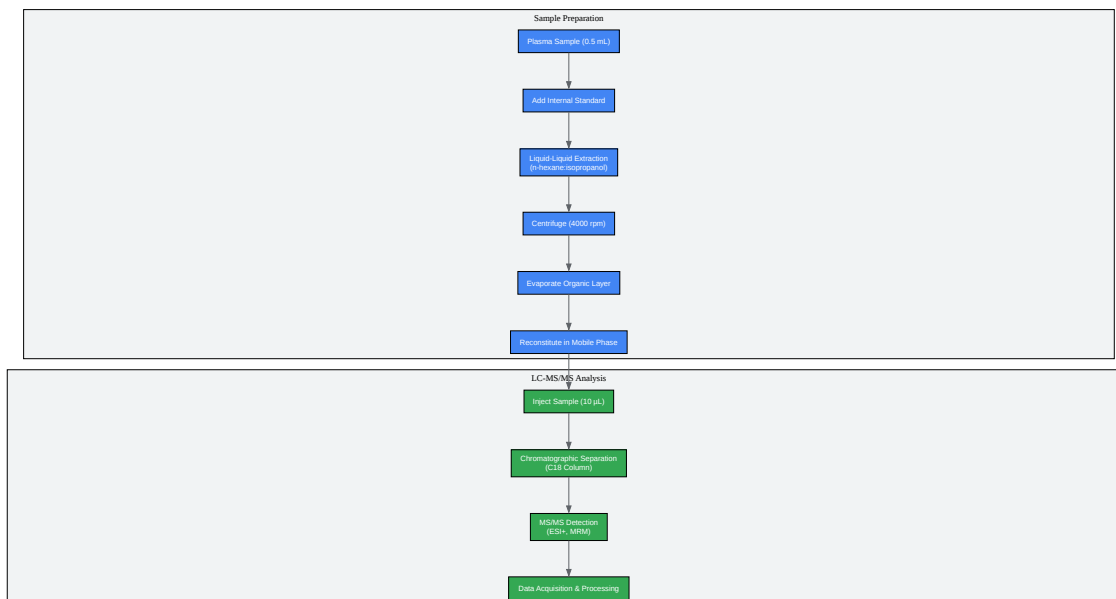 Sample Preparation
Plasma Sample (0.5 mL)
Add Internal Standard
Liquid-Liquid Extraction
(n-hexane:isopropanol)
Centrifuge (4000 rpm)
Evaporate Organic Layer
Reconstitute in Mobile Phase
LC-MS/MS Analysis
Inject Sample (10 µL)
Chromatographic Separation
(C18 Column)
MS/MS Detection
(ESI+, MRM)
Data Acquisition & Processing